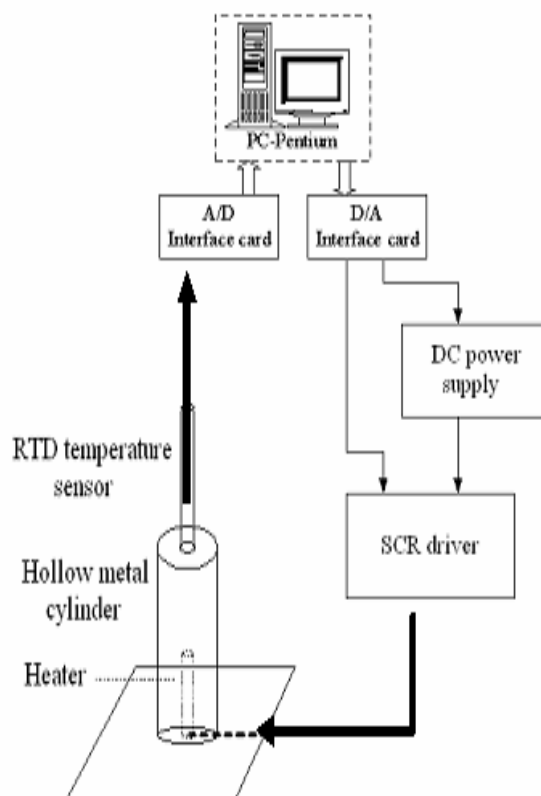 PC-Pentium
A/D
Interface card
D/A
Interface card
DC power
supply
RTD temperature
sensor
SCR driver
Hollow metal
cylinder
Heater